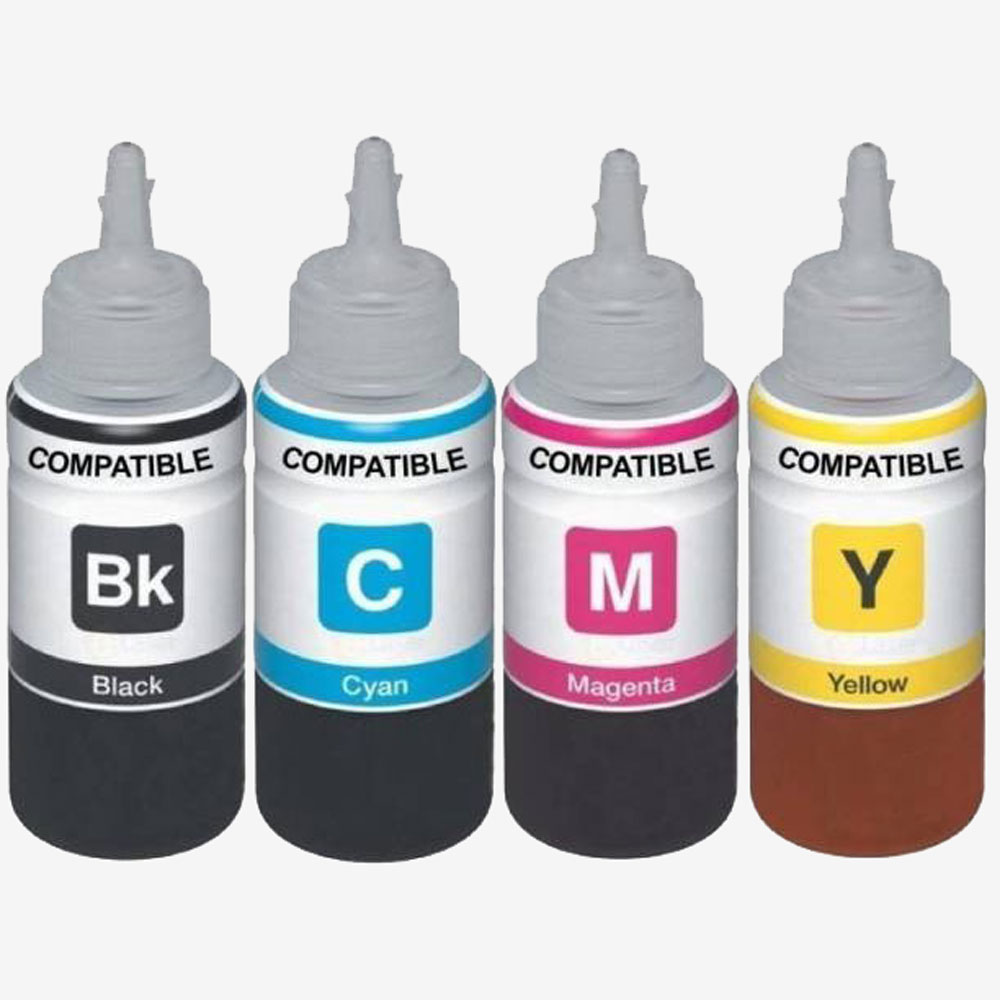 COMPATIBLE
Bk
Black
COMPATIBLE
C
Cyan
COMPATIBLE
M
Magenta
COMPATIBLE
Y
Yellow